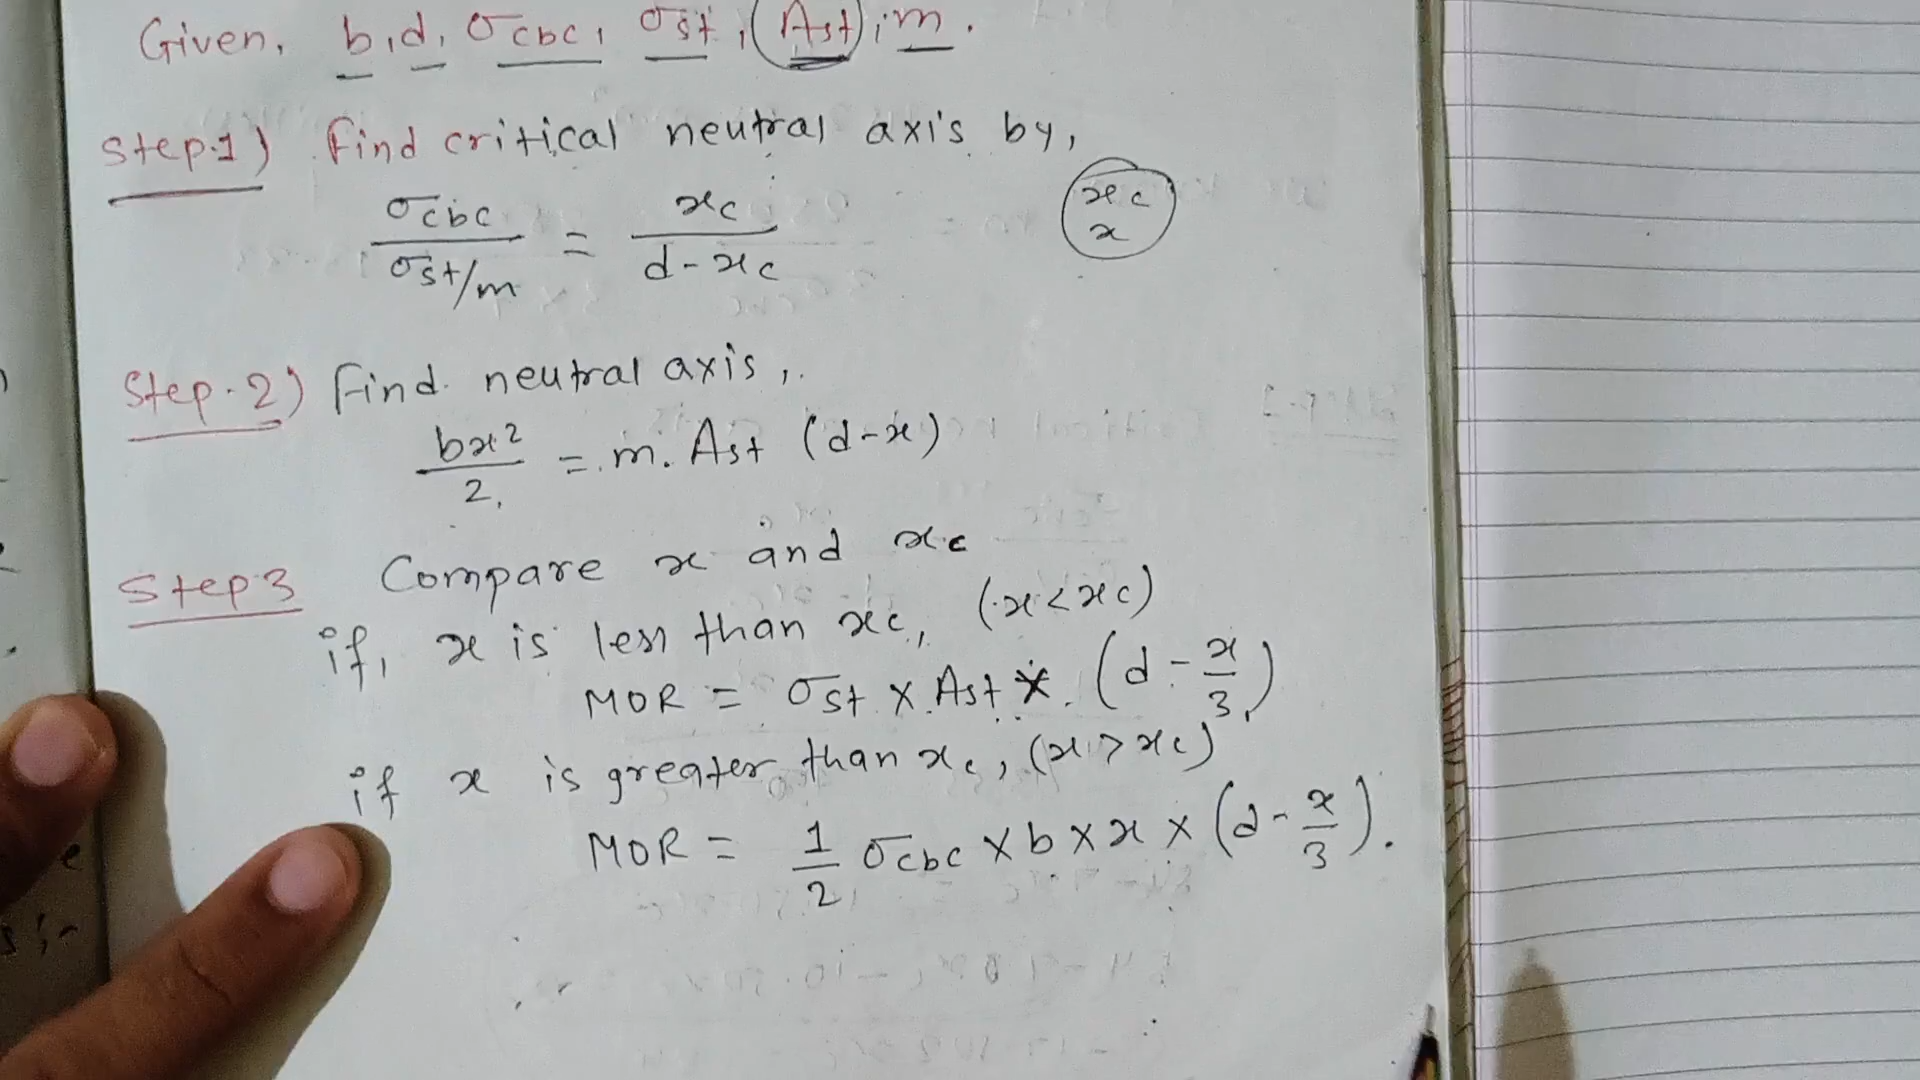 Given, b,d, σcbc, σst, (Ast), m.
Step.1) find critical neutral axis by,
σcbc / σst/m = xc / d-xc
xc
x
Step.2) find neutral axis,
bx² / 2 = m. Ast (d-x)
Step3 Compare x and xc
if, x is less than xc, (x<xc)
MOR = σst x Ast x (d - x/3)
if x is greater than xc, (x > xc)
MOR = 1/2 σcbc x b x x x (d - x/3).